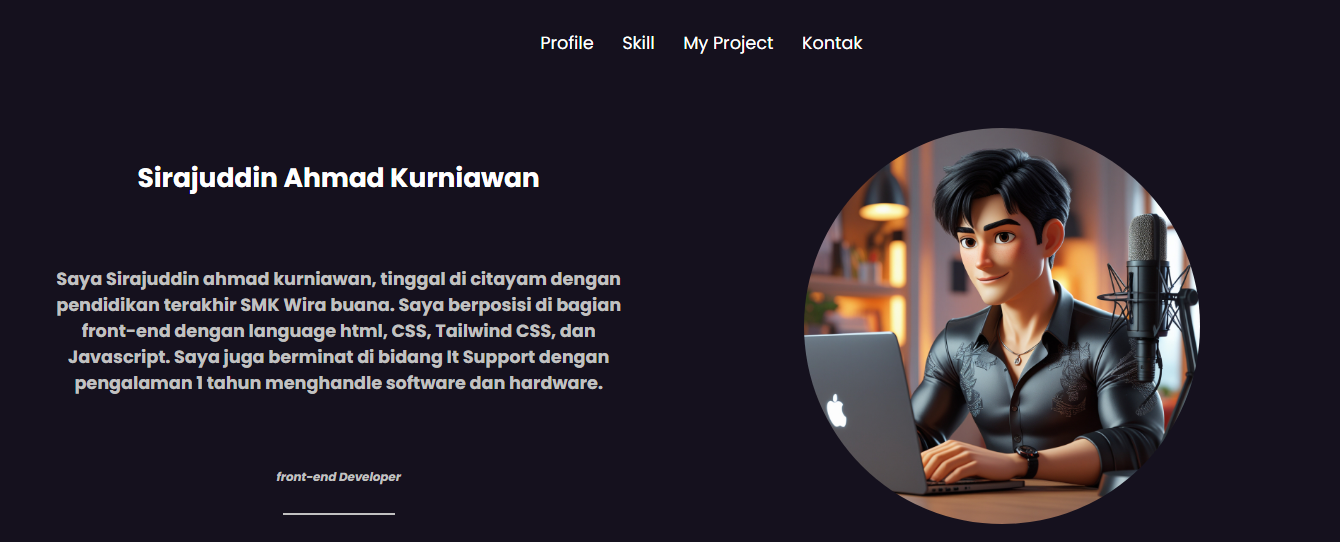 Profile Skill My Project Kontak
Sirajuddin Ahmad Kurniawan
Saya Sirajuddin ahmad kurniawan, tinggal di citayam dengan
pendidikan terakhir SMK Wira buana. Saya berposisi di bagian
front-end dengan language html, CSS, Tailwind CSS, dan
Javascript. Saya juga berminat di bidang It Support dengan
pengalaman 1 tahun menghandle software dan hardware.
front-end Developer